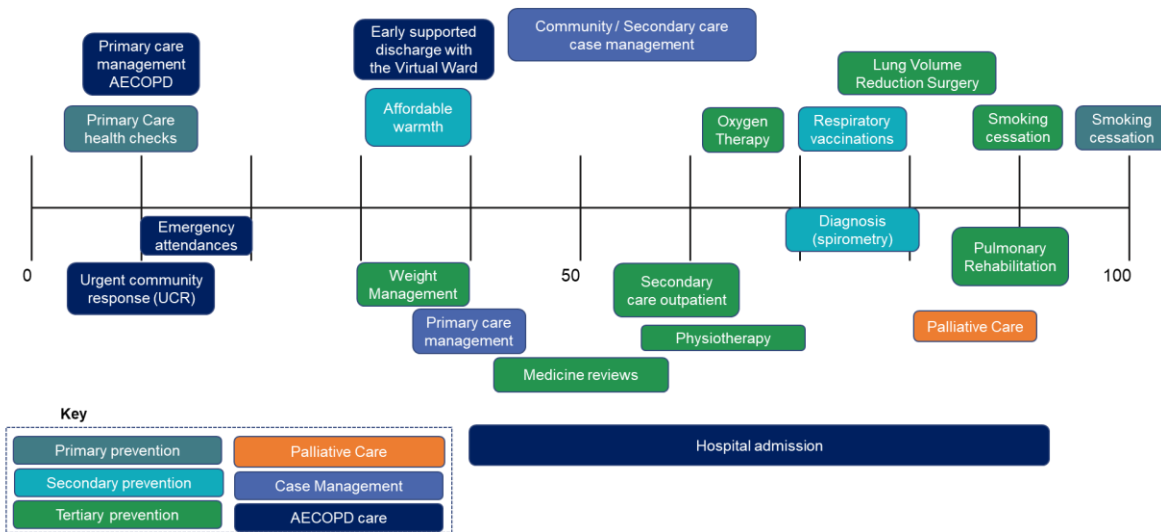 Primary care
management
AECOPD
Early supported
discharge with
the Virtual Ward
Community / Secondary care
case management
Lung Volume
Reduction Surgery
Primary Care
health checks
Affordable
warmth
Oxygen
Therapy
Respiratory
vaccinations
Smoking
cessation
Smoking
cessation
Emergency
attendances
Diagnosis
(spirometry)
0
50
100
Urgent community
response (UCR)
Weight
Management
Secondary
care outpatient
Pulmonary
Rehabilitation
Primary care
management
Physiotherapy
Palliative Care
Medicine reviews
Hospital admission
Key
Primary prevention
Palliative Care
Secondary prevention
Case Management
Tertiary prevention
AECOPD care